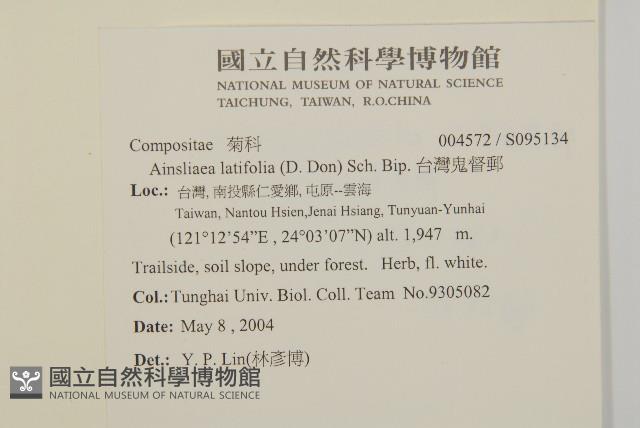 國立自然科學博物館
NATIONAL MUSEUM OF NATURAL SCIENCE
TAICHUNG, TAIWAN, R.O.CHINA
Compositae 菊科 004572 / S095134
Ainsliaea latifolia (D. Don) Sch. Bip. 台灣鬼督郵
Loc.: 台灣, 南投縣仁愛鄉, 屯原--雲海
Taiwan, Nantou Hsien,Jenai Hsiang, Tunyuan-Yunhai
(121°12'54”E , 24°03'07”N) alt. 1,947 m.
Trailside, soil slope, under forest. Herb, fl. white.
Col.: Tunghai Univ. Biol. Coll. Team No.9305082
Date: May 8 , 2004
Det.: Y. P. Lin(林彥博)
國立自然科學博物館
NATIONAL MUSEUM OF NATURAL SCIENCE